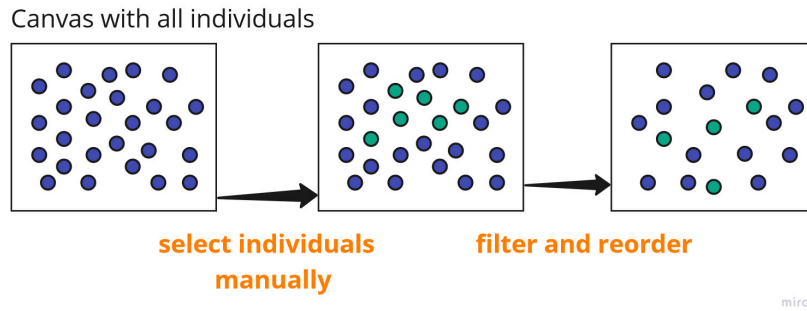 Canvas with all individuals
select individuals
manually
filter and reorder
miro